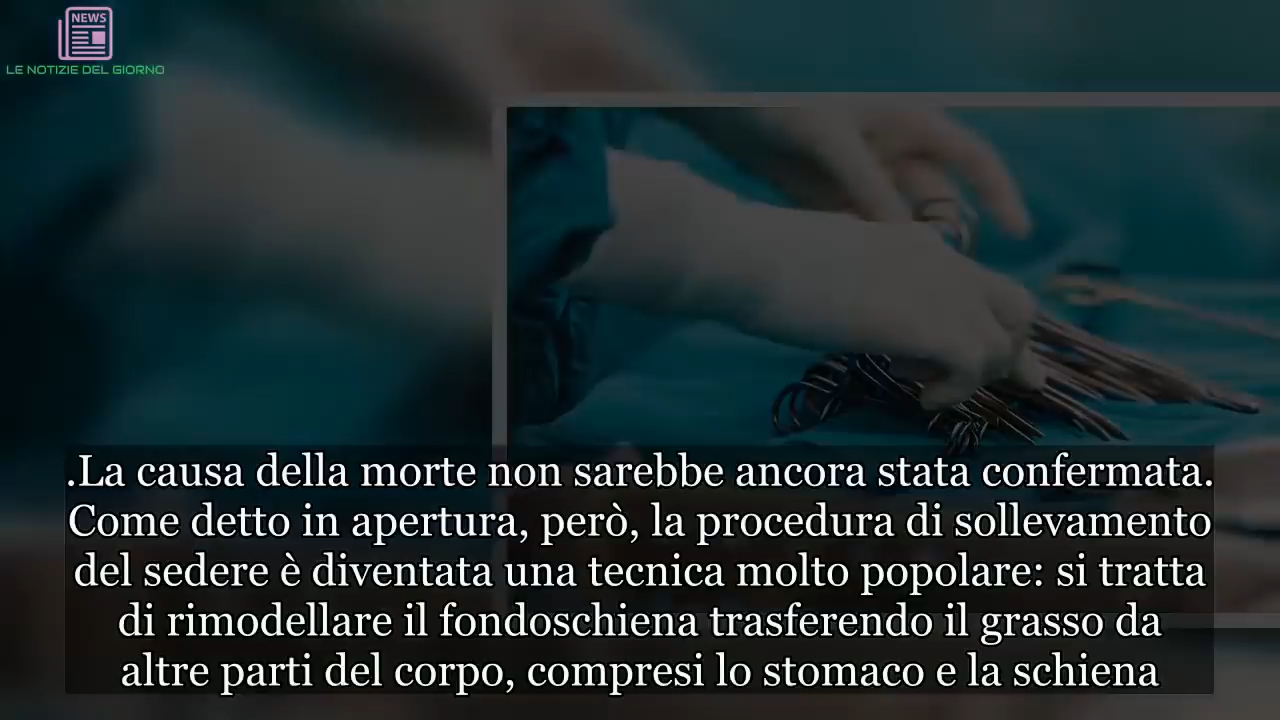 NEWS
LE NOTIZIE DEL GIORNO
.La causa della morte non sarebbe ancora stata confermata.
Come detto in apertura, però, la procedura di sollevamento
del sedere è diventata una tecnica molto popolare: si tratta
di rimodellare il fondoschiena trasferendo il grasso da
altre parti del corpo, compresi lo stomaco e la schiena